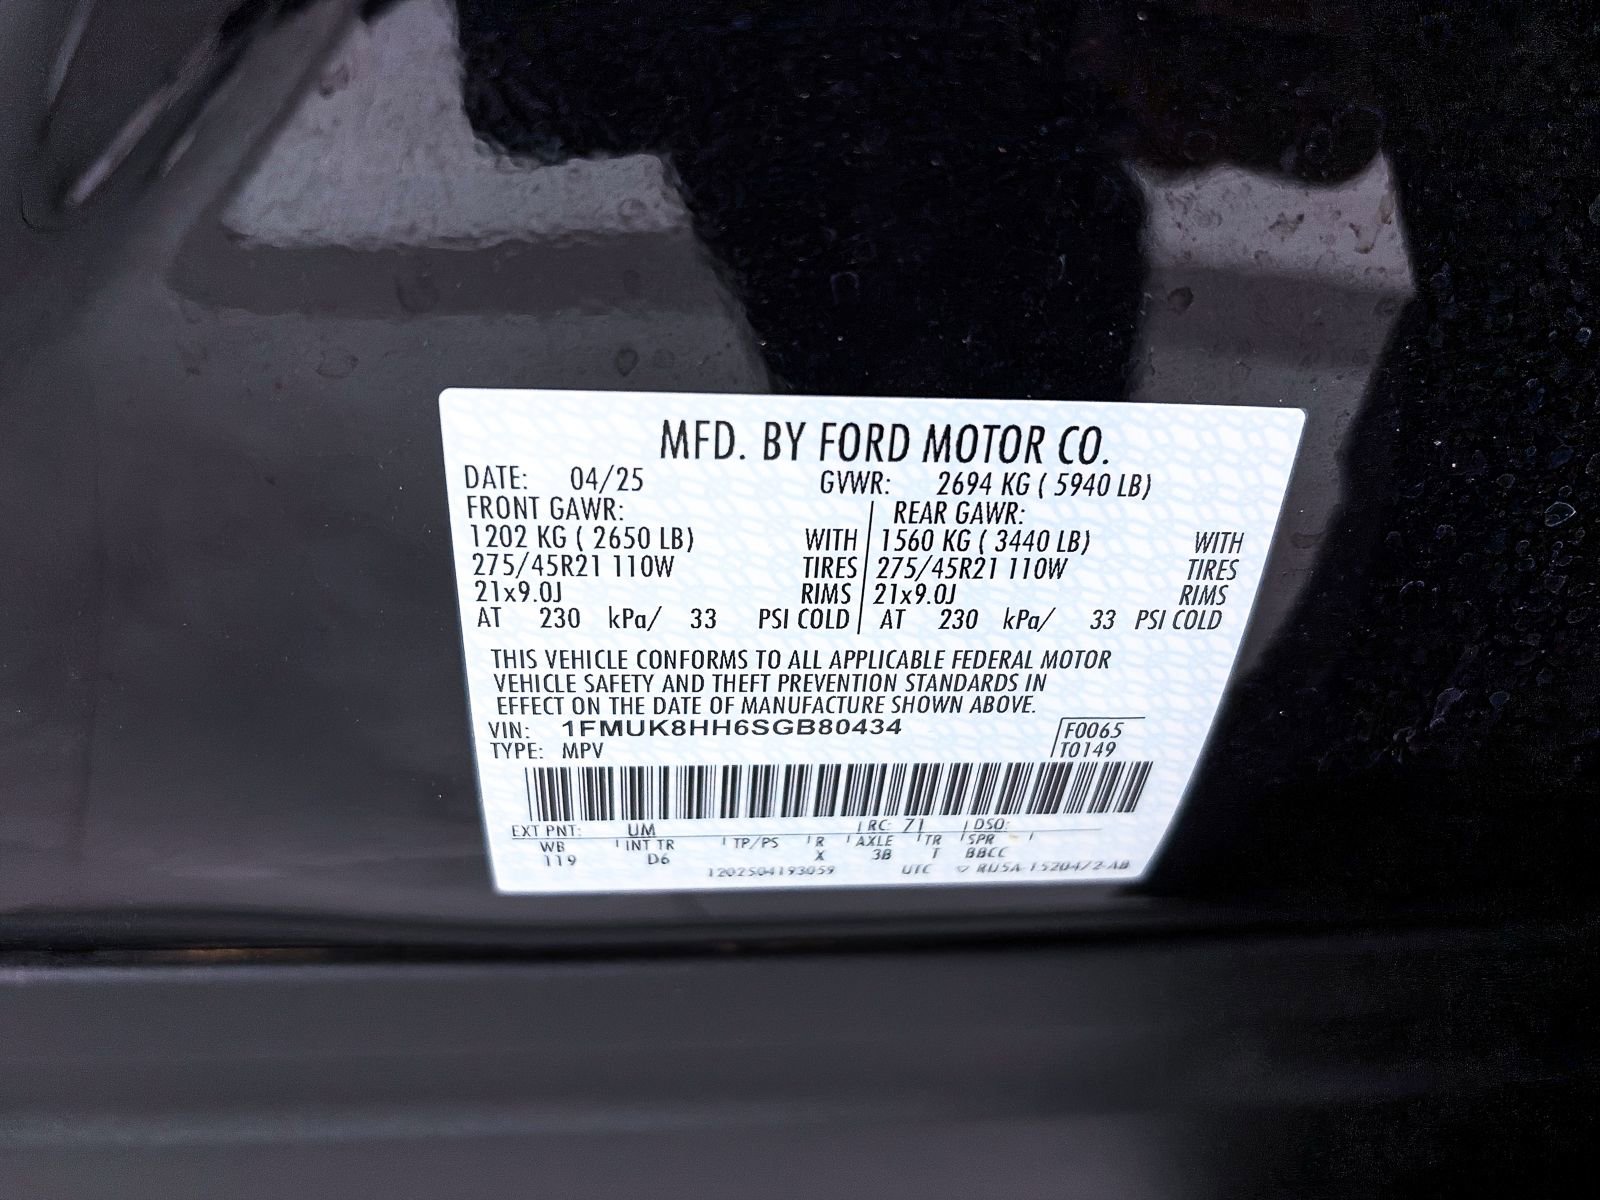 MFD. BY FORD MOTOR CO.
DATE: 04/25 GVWR: 2694 KG ( 5940 LB)
FRONT GAWR: REAR GAWR:
1202 KG ( 2650 LB) WITH 1560 KG ( 3440 LB) WITH
275/45R21 110W TIRES 275/45R21 110W TIRES
21x9.0J RIMS 21x9.0J RIMS
AT 230 kPa/ 33 PSI COLD AT 230 kPa/ 33 PSI COLD
THIS VEHICLE CONFORMS TO ALL APPLICABLE FEDERAL MOTOR
VEHICLE SAFETY AND THEFT PREVENTION STANDARDS IN
EFFECT ON THE DATE OF MANUFACTURE SHOWN ABOVE.
VIN: 1FMUK8HH6SGB80434 F0065
TYPE: MPV T0149
EXT PNT: UM RC: 71 DSO:
WB INT TR TP/PS R AXLE TR SPR
119 D6 X 3B T BBCC
1202504193059 UTC